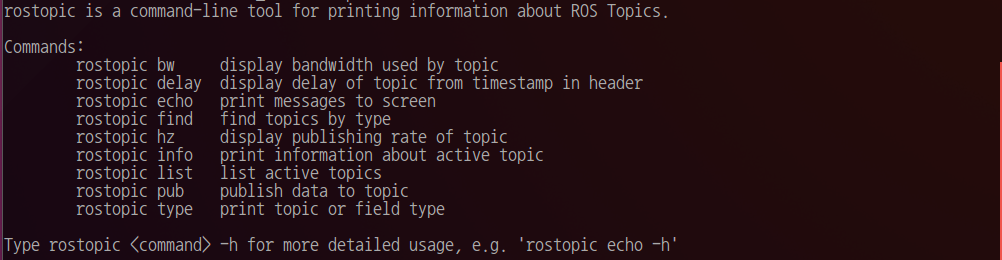 rostopic is a command-line tool for printing information about ROS Topics.
Commands:
rostopic bw display bandwidth used by topic
rostopic delay display delay of topic from timestamp in header
rostopic echo print messages to screen
rostopic find find topics by type
rostopic hz display publishing rate of topic
rostopic info print information about active topic
rostopic list list active topics
rostopic pub publish data to topic
rostopic type print topic or field type
Type rostopic <command> -h for more detailed usage, e.g. 'rostopic echo -h'